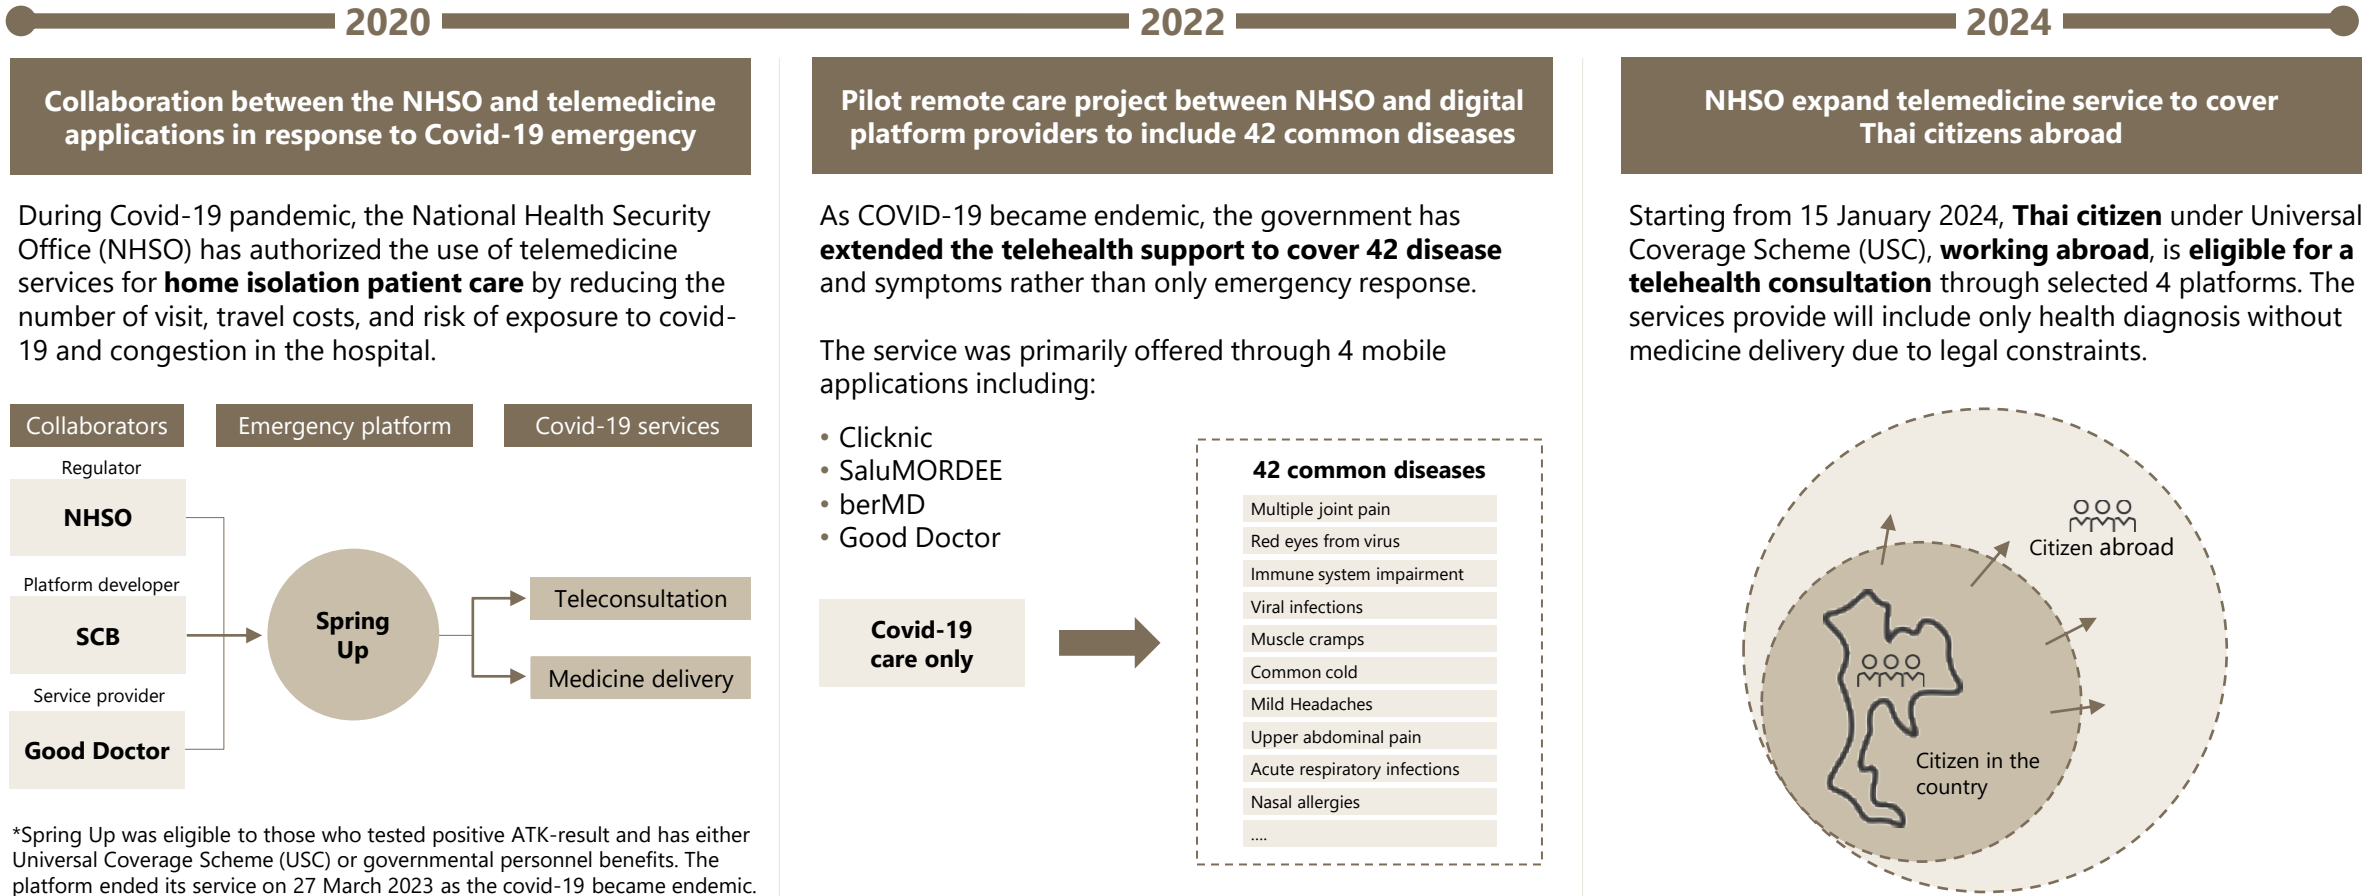 2020
2022
2024
Collaboration between the NHSO and telemedicine
applications in response to Covid-19 emergency
During Covid-19 pandemic, the National Health Security
Office (NHSO) has authorized the use of telemedicine
services for home isolation patient care by reducing the
number of visit, travel costs, and risk of exposure to covid-
19 and congestion in the hospital.
Collaborators
Emergency platform
Covid-19 services
Regulator
NHSO
Platform developer
SCB
Service provider
Good Doctor
Spring
Up
Teleconsultation
Medicine delivery
*Spring Up was eligible to those who tested positive ATK-result and has either
Universal Coverage Scheme (USC) or governmental personnel benefits. The
platform ended its service on 27 March 2023 as the covid-19 became endemic.
Pilot remote care project between NHSO and digital
platform providers to include 42 common diseases
As COVID-19 became endemic, the government has
extended the telehealth support to cover 42 disease
and symptoms rather than only emergency response.
The service was primarily offered through 4 mobile
applications including:
• Clicknic
• SaluMORDEE
• berMD
• Good Doctor
Covid-19
care only
42 common diseases
Multiple joint pain
Red eyes from virus
Immune system impairment
Viral infections
Muscle cramps
Common cold
Mild Headaches
Upper abdominal pain
Acute respiratory infections
Nasal allergies
....
NHSO expand telemedicine service to cover
Thai citizens abroad
Starting from 15 January 2024, Thai citizen under Universal
Coverage Scheme (USC), working abroad, is eligible for a
telehealth consultation through selected 4 platforms. The
services provide will include only health diagnosis without
medicine delivery due to legal constraints.
Citizen abroad
Citizen in the
country